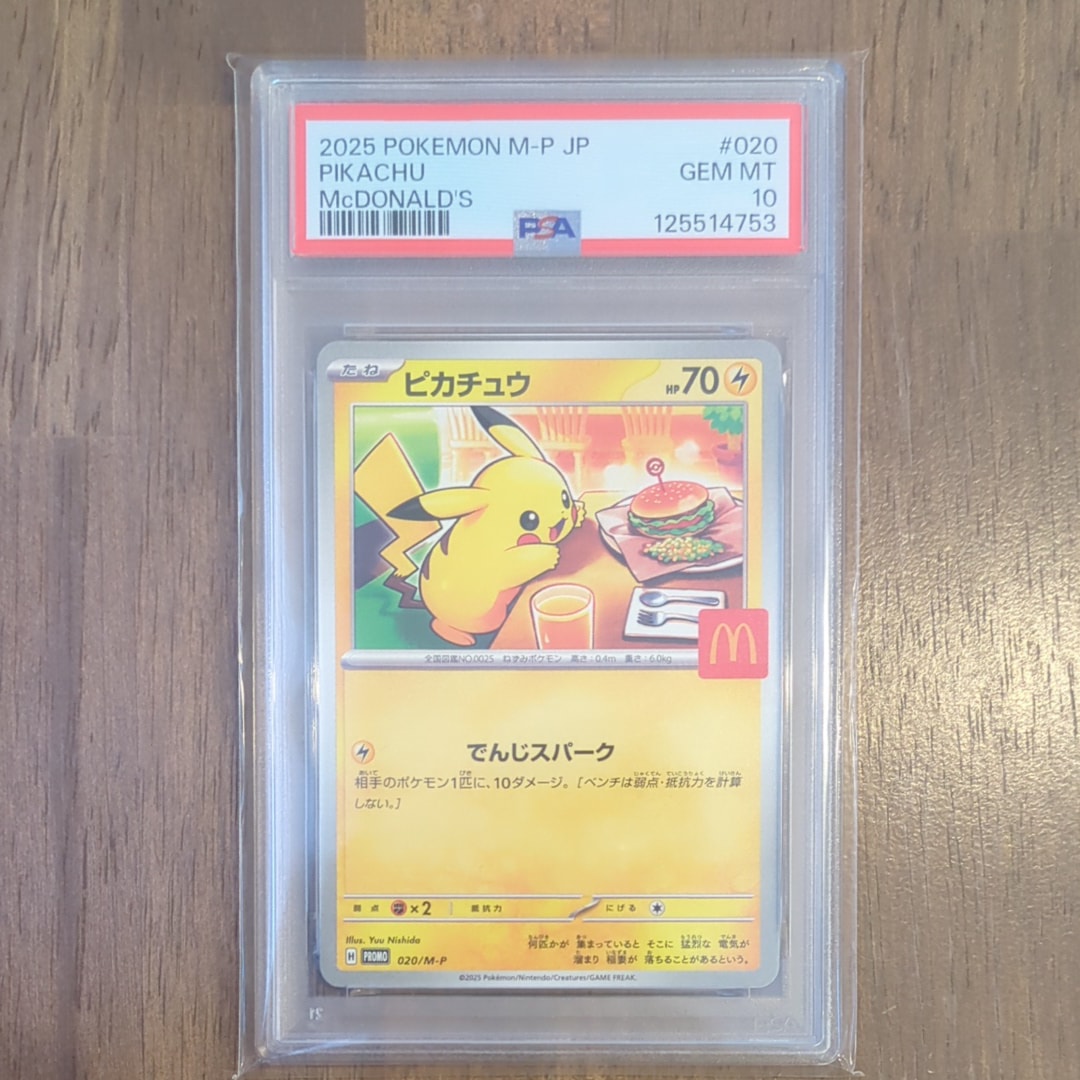 2025 POKEMON M-P JP #020
PIKACHU GEM MT
McDONALD'S 10
PSA 125514753
たね ピカチュウ HP 70
全国図鑑NO.0025 ねずみポケモン 高さ:0.4m 重さ:6.0kg
でんじスパーク
相手のポケモン1匹に、10ダメージ。[ベンチは弱点・抵抗力を計算
しない。]
弱点 ×2 抵抗力 にげる
Illus. Yuu Nishida
何匹かが 集まっていると そこに 猛烈な 電気が
溜まり 稲妻が 落ちることがあるという。
H PROMO 020/M-P
©2025 Pokémon/Nintendo/Creatures/GAME FREAK.